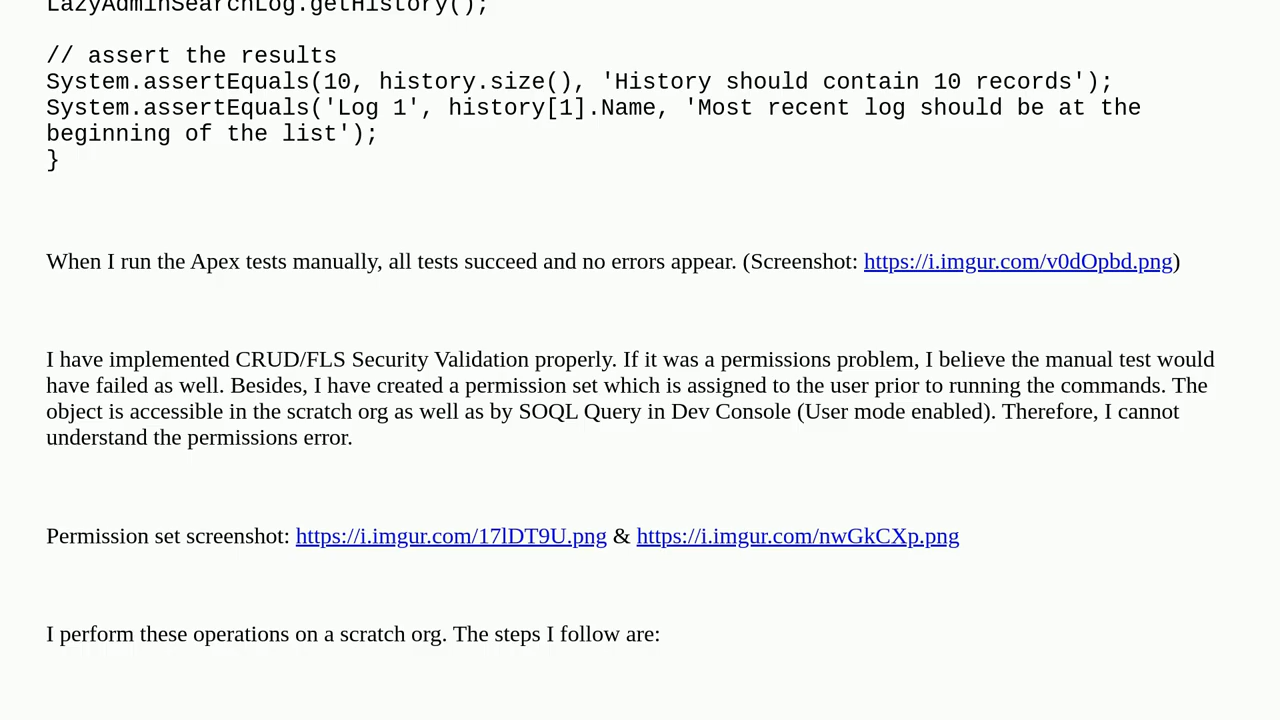 LazyAdminSearchLog.getHistory();
// assert the results
System.assertEquals(10, history.size(), 'History should contain 10 records');
System.assertEquals('Log 1', history[1].Name, 'Most recent log should be at the
beginning of the list');
}
When I run the Apex tests manually, all tests succeed and no errors appear. (Screenshot: https://i.imgur.com/v0dOpbd.png)
I have implemented CRUD/FLS Security Validation properly. If it was a permissions problem, I believe the manual test would
have failed as well. Besides, I have created a permission set which is assigned to the user prior to running the commands. The
object is accessible in the scratch org as well as by SOQL Query in Dev Console (User mode enabled). Therefore, I cannot
understand the permissions error.
Permission set screenshot: https://i.imgur.com/17lDT9U.png & https://i.imgur.com/nwGkCXp.png
I perform these operations on a scratch org. The steps I follow are: